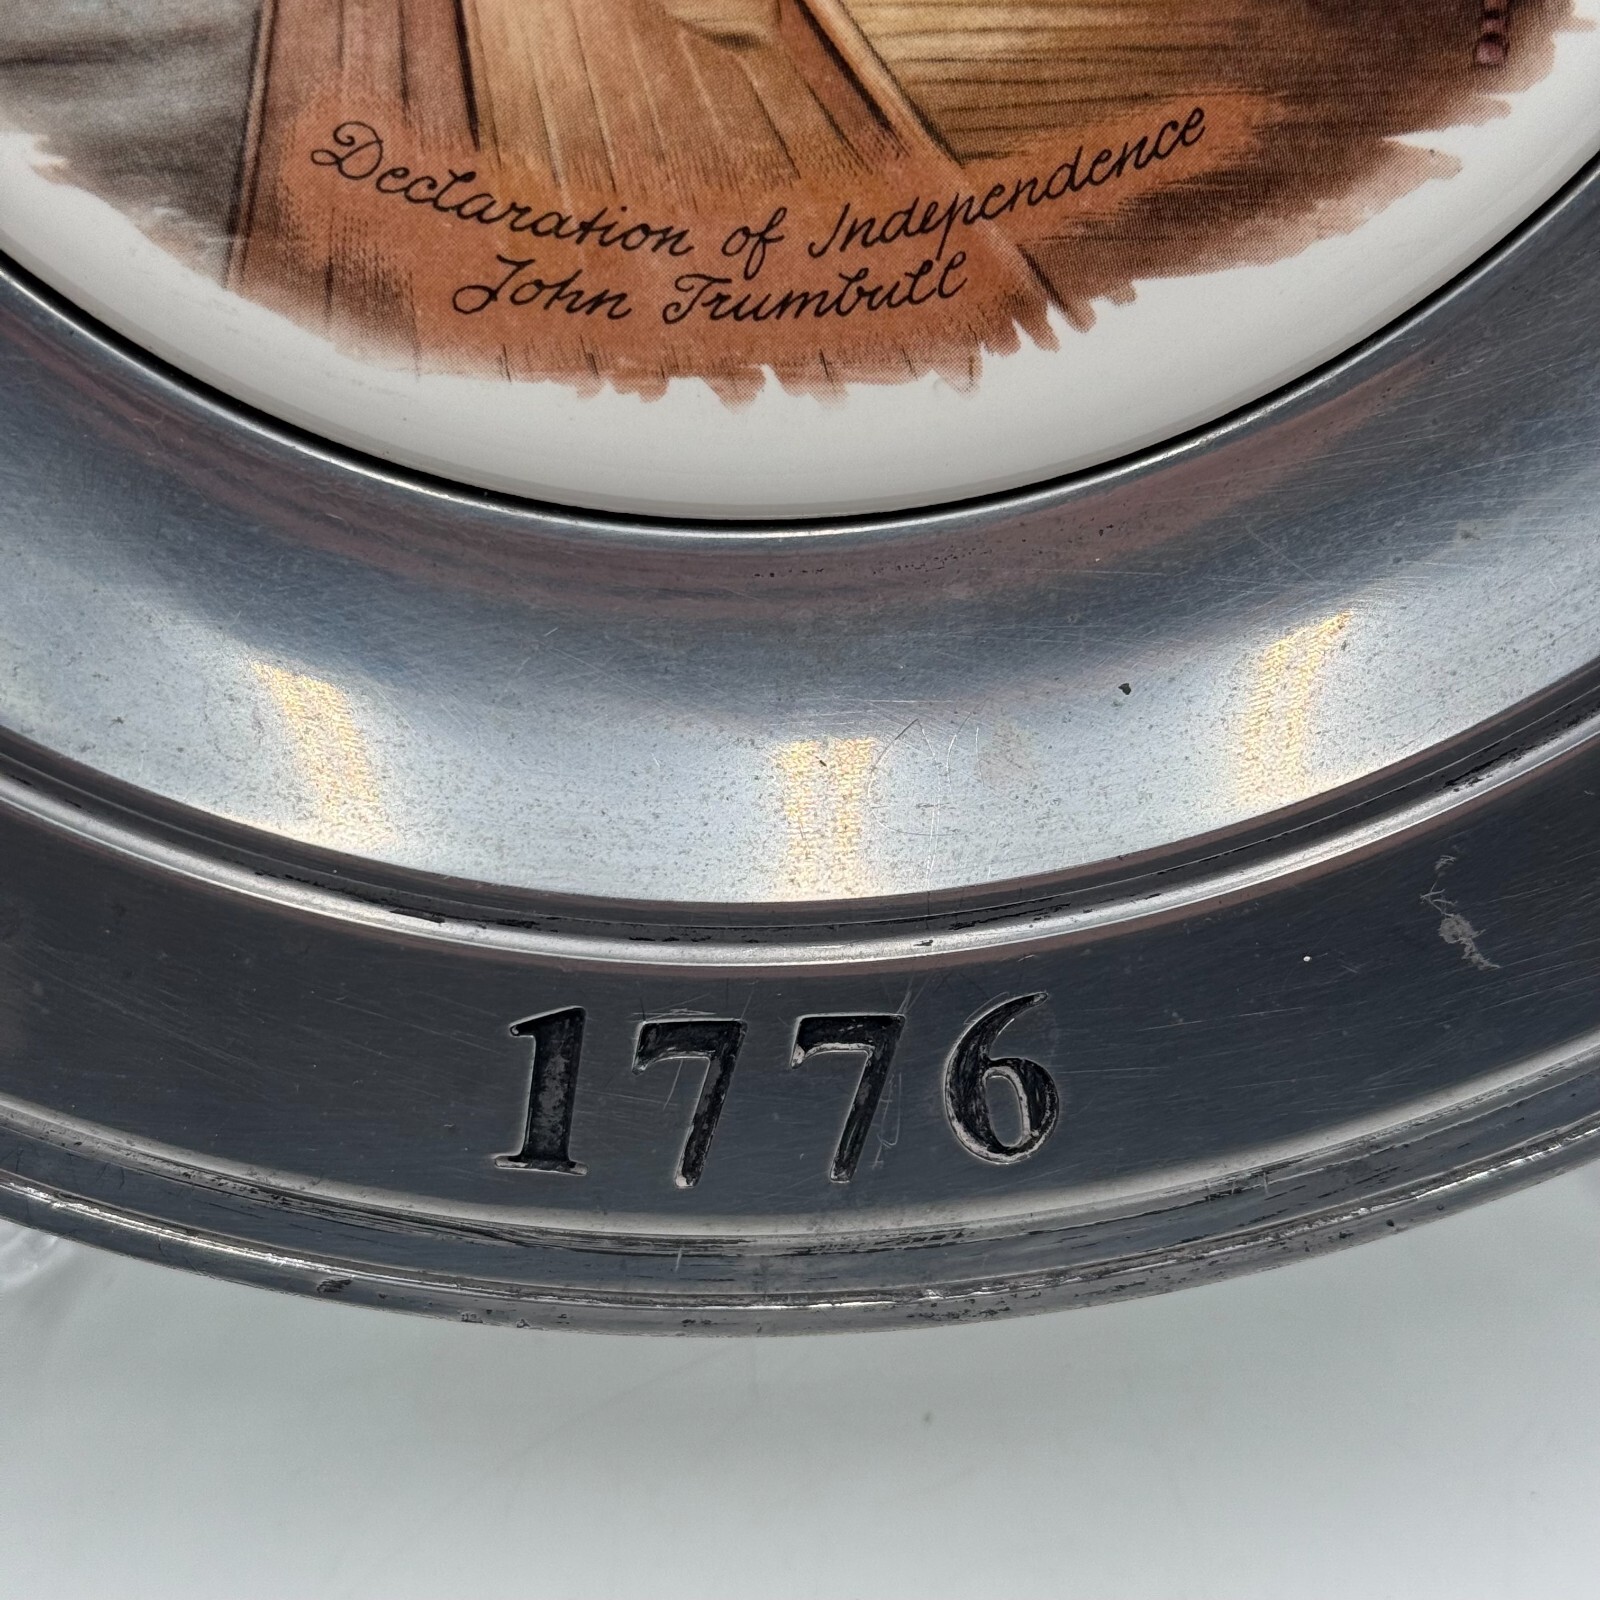 Declaration of Independence
John Trumbull
1776